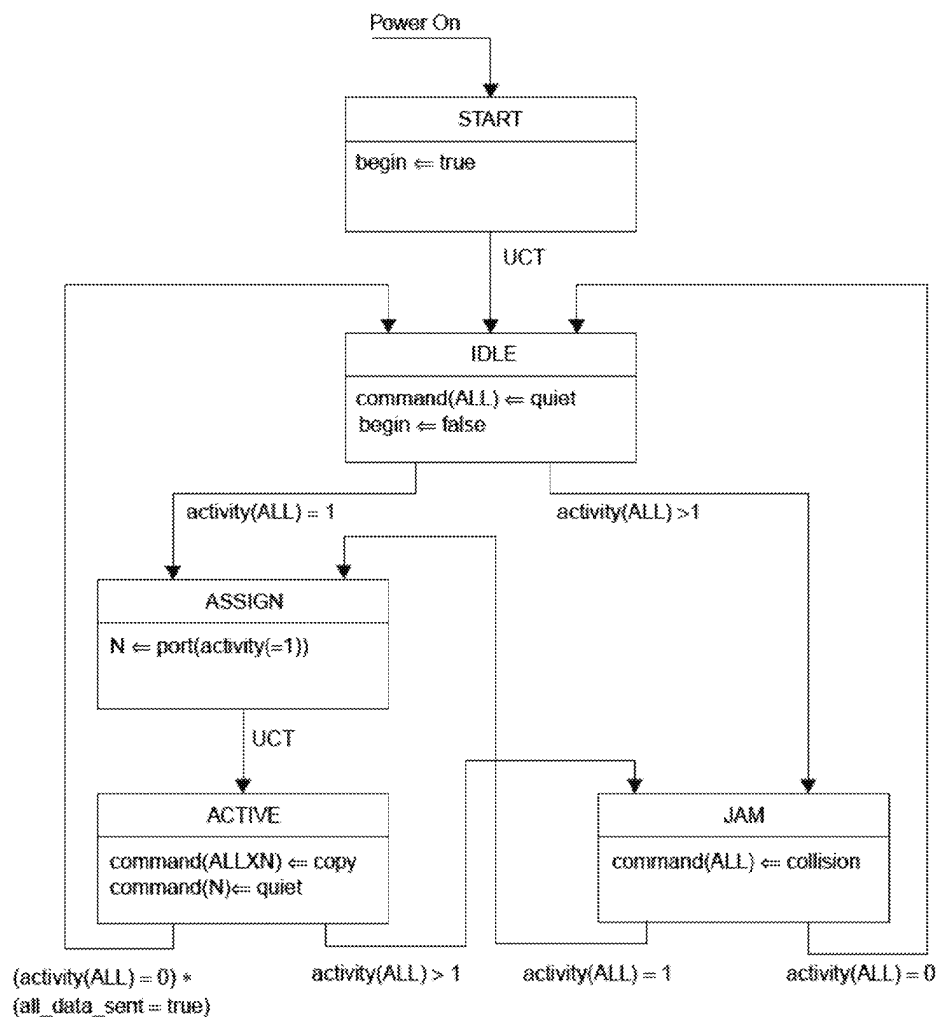 Power On
START
begin ⇐ true
UCT
IDLE
command(ALL) ⇐ quiet
begin ⇐ false
activity(ALL) = 1
activity(ALL) >1
ASSIGN
N ⇐ port(activity(=1))
UCT
ACTIVE
command(ALLXN) ⇐ copy
command(N)⇐ quiet
JAM
command(ALL) ⇐ collision
(activity(ALL) = 0) *
(all_data_sent = true)
activity(ALL) > 1
activity(ALL) = 1
activity(ALL) = 0